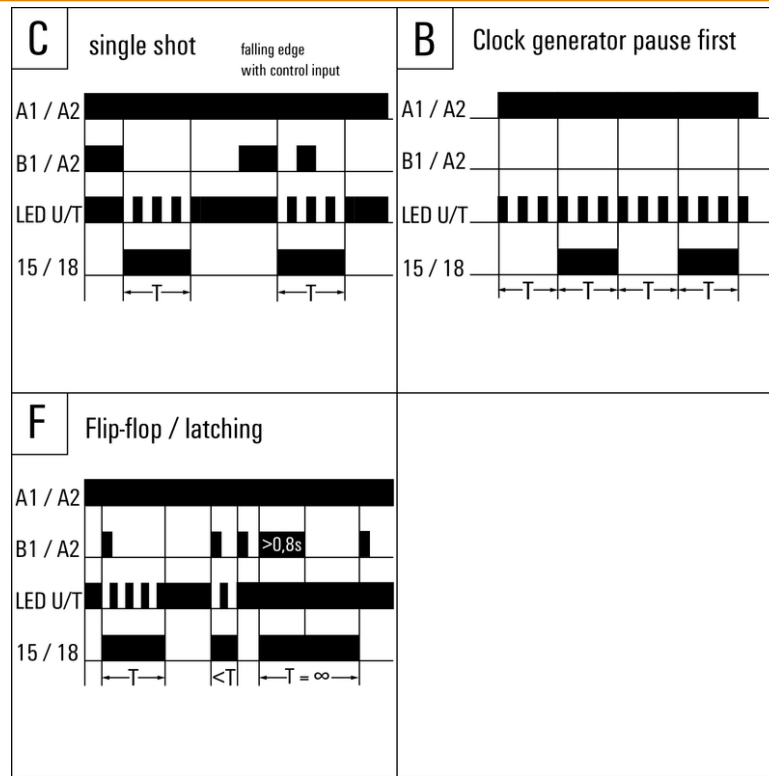 C
single shot
falling edge
with control input
A1 / A2
B1 / A2
LED U/T
15 / 18
T
T
B
Clock generator pause first
A1 / A2
B1 / A2
LED U/T
15 / 18
T
T
T
T
F
Flip-flop / latching
A1 / A2
B1 / A2
>0,8s
LED U/T
15 / 18
T
<T
T = ∞